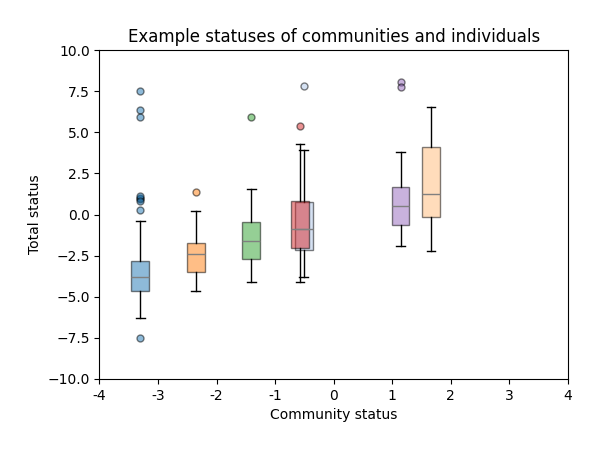 Example statuses of communities and individuals
10.0
7.5
5.0
2.5
0.0
−2.5
−5.0
−7.5
−10.0
Total status
-4 -3 -2 -1 0 1 2 3 4
Community status